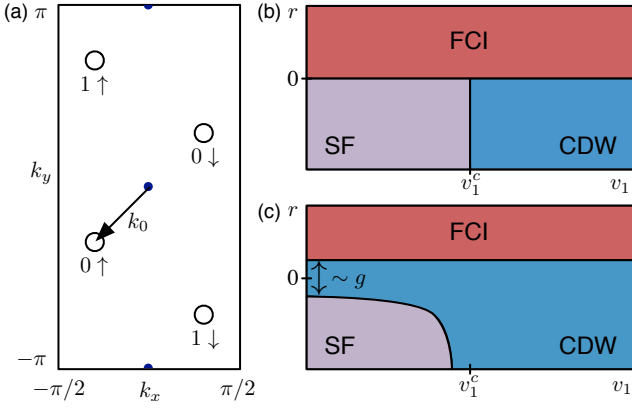 (a)
π
1 ↑
0 ↓
k_y
k_0
0 ↑
1 ↓
−π
−π/2
k_x
π/2
(b)
r
FCI
0
SF
CDW
v_1^c
v_1
(c)
r
FCI
0
∼ g
SF
CDW
v_1^c
v_1